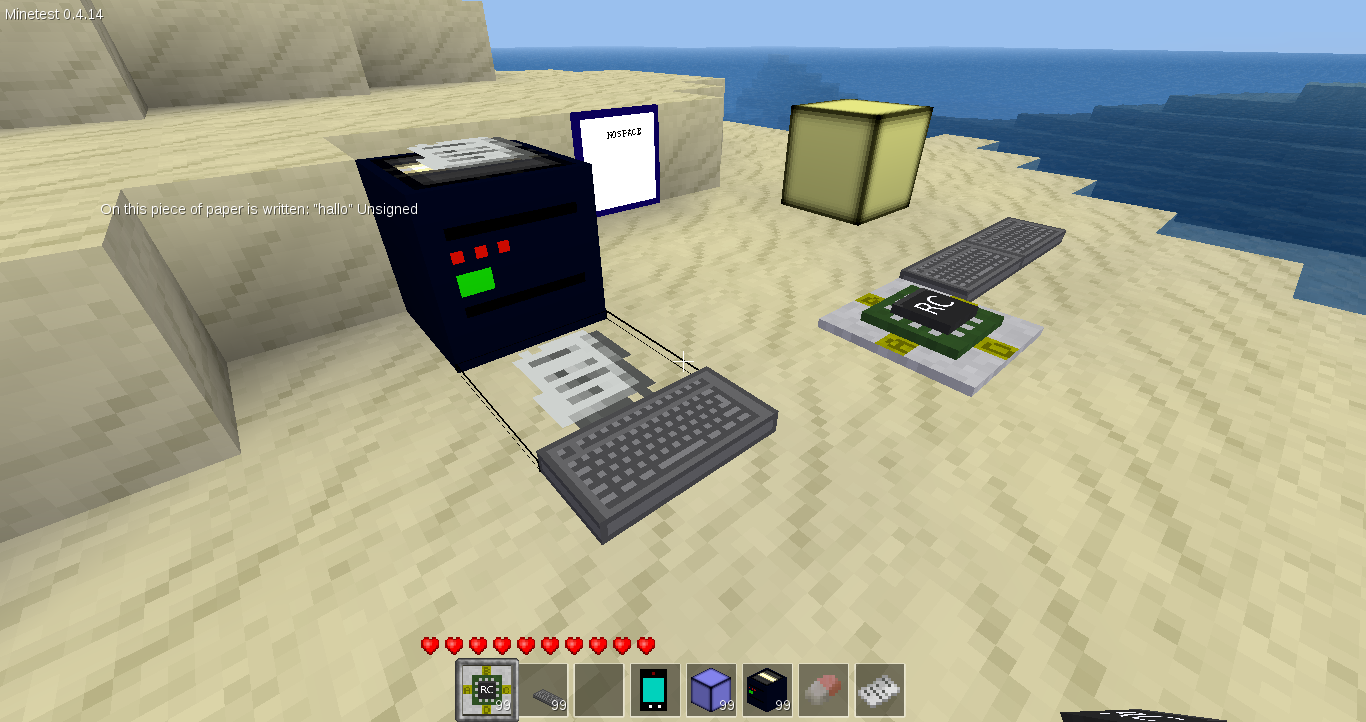 Minetest 0.4.14
NOSPACE
On this piece of paper is written: "hallo" Unsigned
RC
RC
99
99
99
99